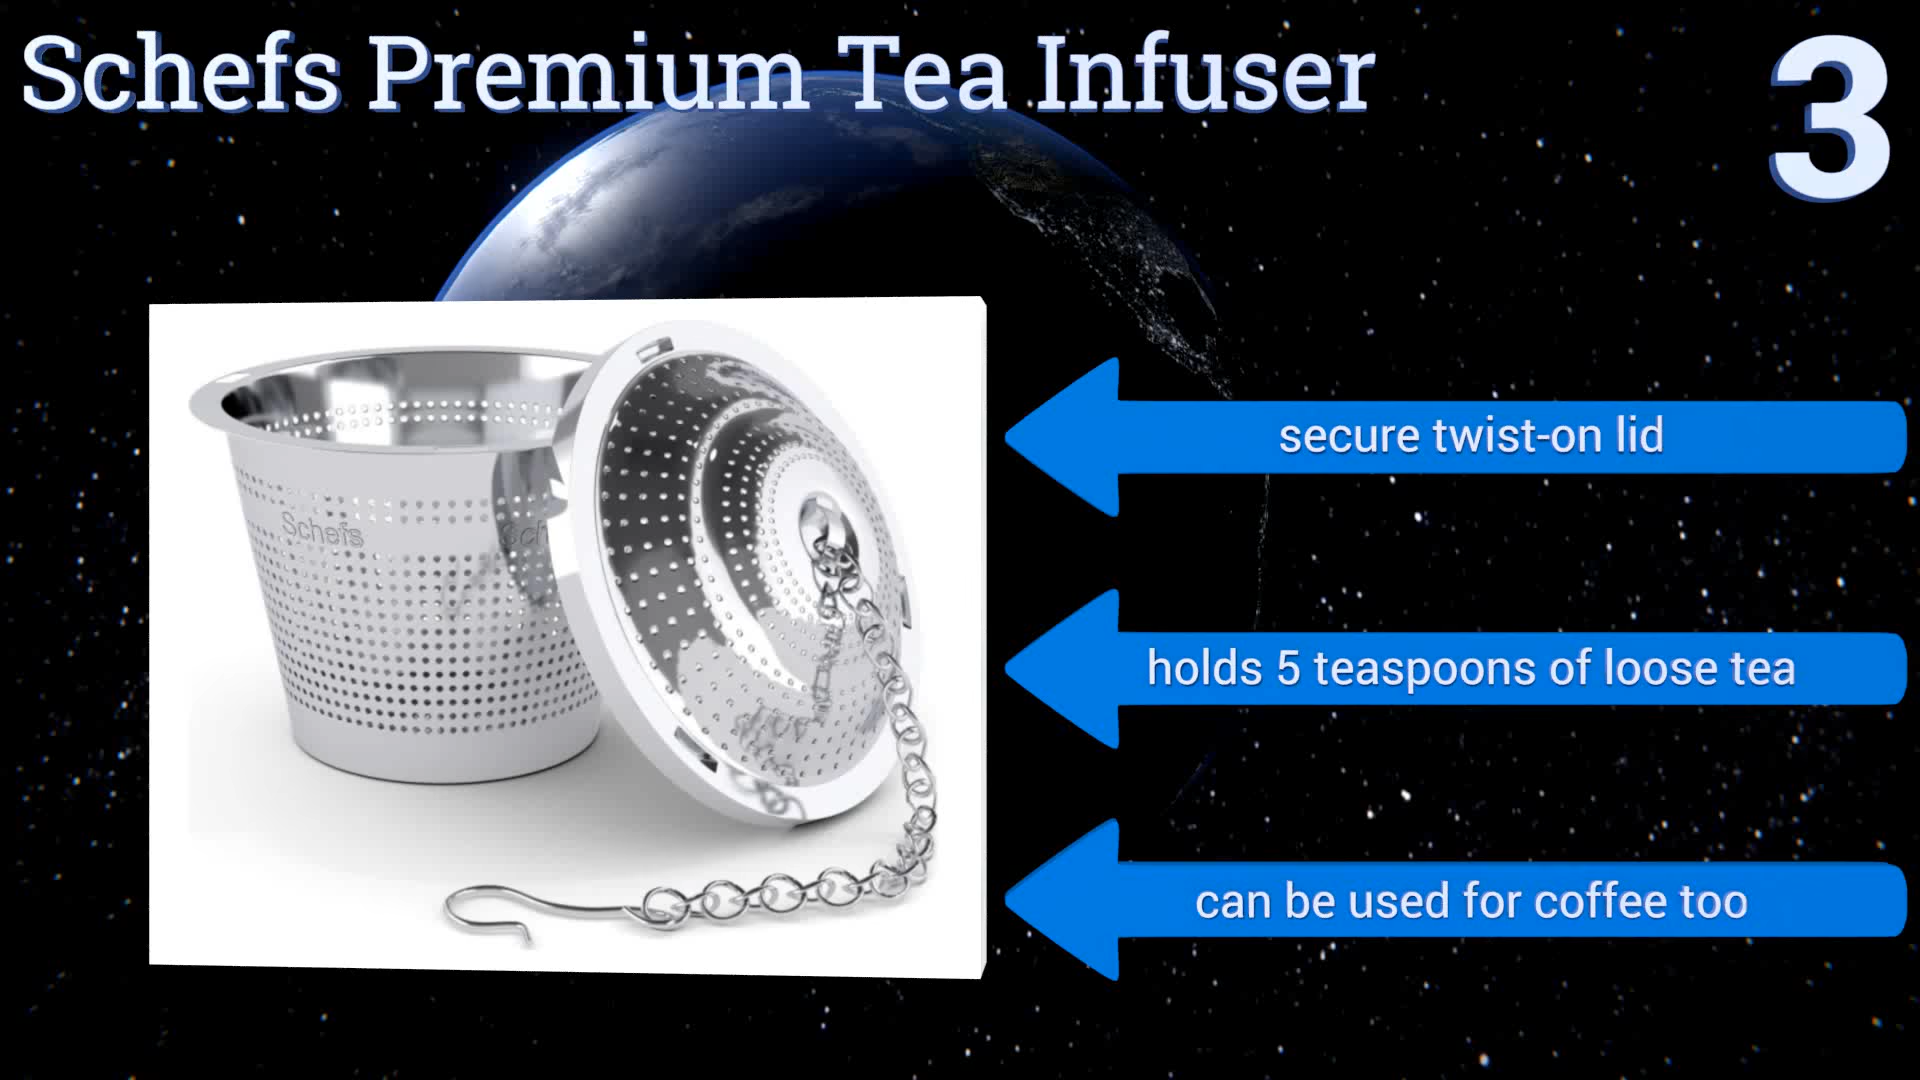 Schefs Premium Tea Infuser
3
secure twist-on lid
Schefs
Sch
holds 5 teaspoons of loose tea
can be used for coffee too